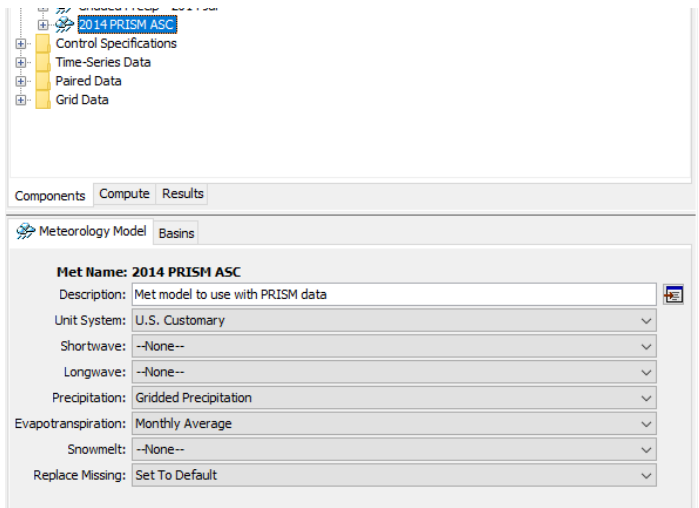 2014 PRISM ASC
Control Specifications
Time-Series Data
Paired Data
Grid Data
Components Compute Results
Meteorology Model Basins
Met Name: 2014 PRISM ASC
Description: Met model to use with PRISM data
Unit System: U.S. Customary
Shortwave: --None--
Longwave: --None--
Precipitation: Gridded Precipitation
Evapotranspiration: Monthly Average
Snowmelt: --None--
Replace Missing: Set To Default